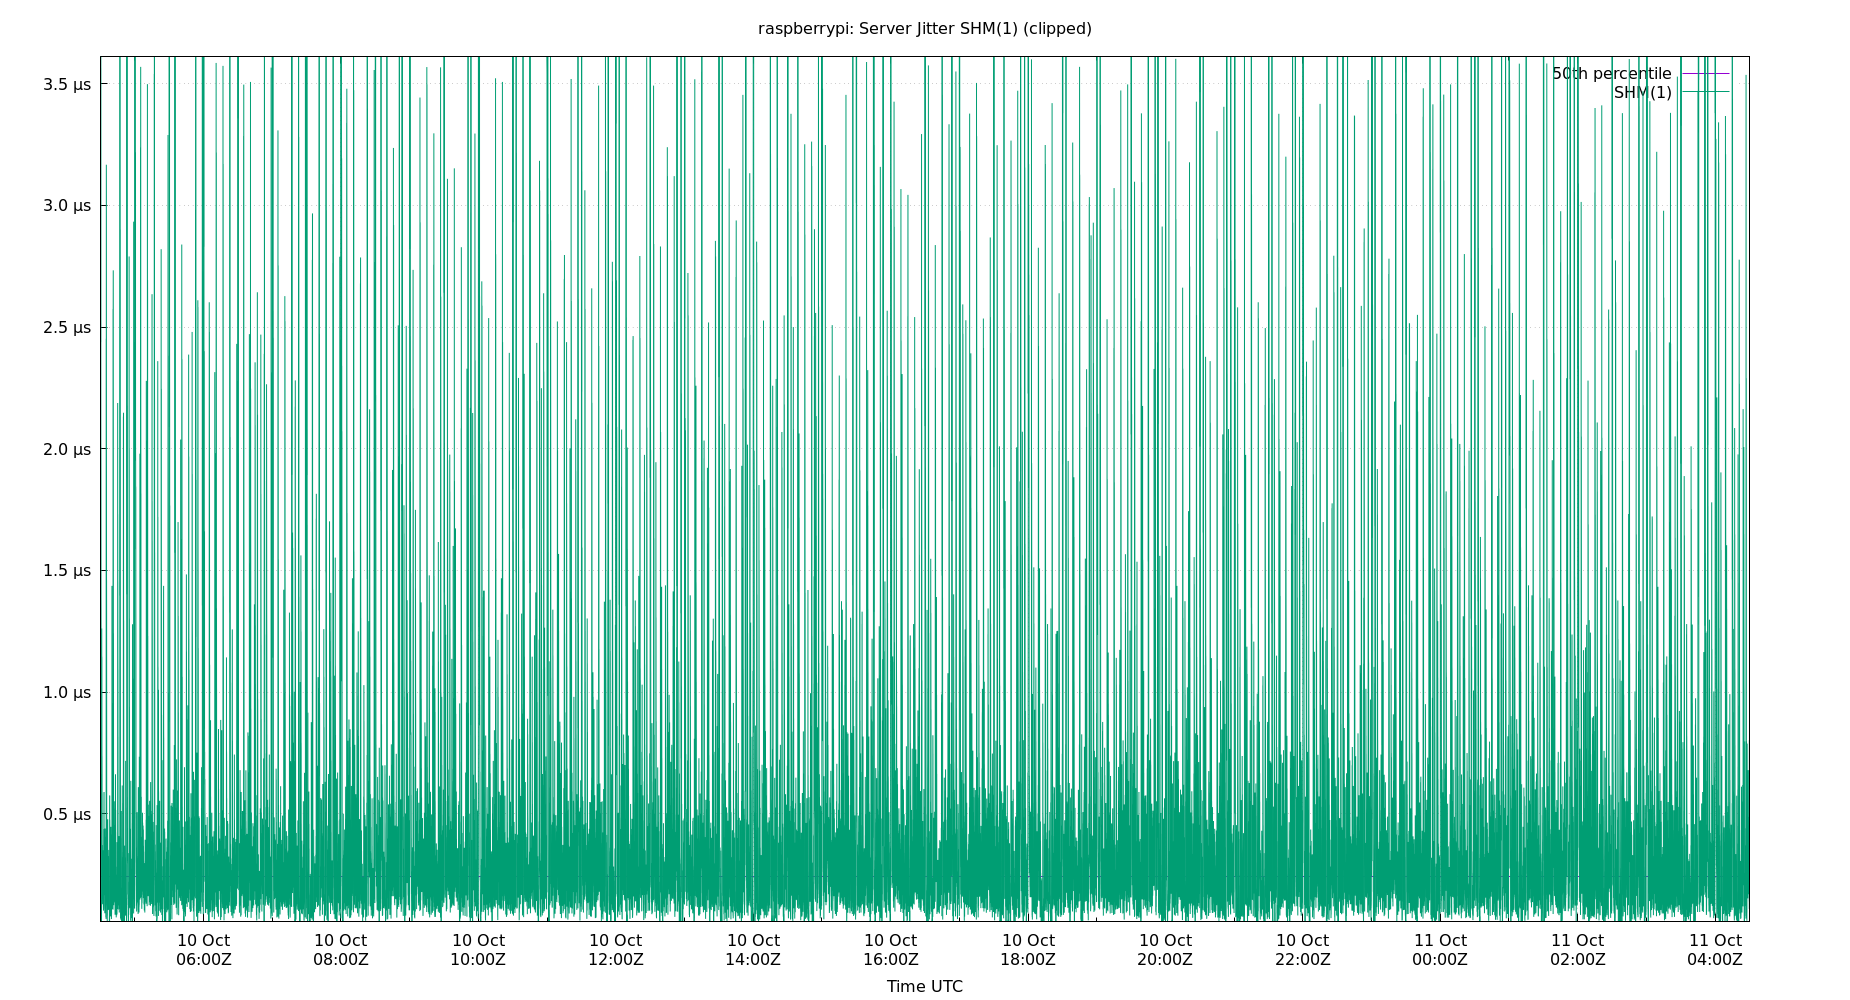 raspberrypi: Server Jitter SHM(1) (clipped)
50th percentile
SHM(1)
3.5 µs
3.0 µs
2.5 µs
2.0 µs
1.5 µs
1.0 µs
0.5 µs
10 Oct 10 Oct 10 Oct 10 Oct 10 Oct 10 Oct 10 Oct 10 Oct 10 Oct 11 Oct 11 Oct 11 Oct
06:00Z 08:00Z 10:00Z 12:00Z 14:00Z 16:00Z 18:00Z 20:00Z 22:00Z 00:00Z 02:00Z 04:00Z
Time UTC